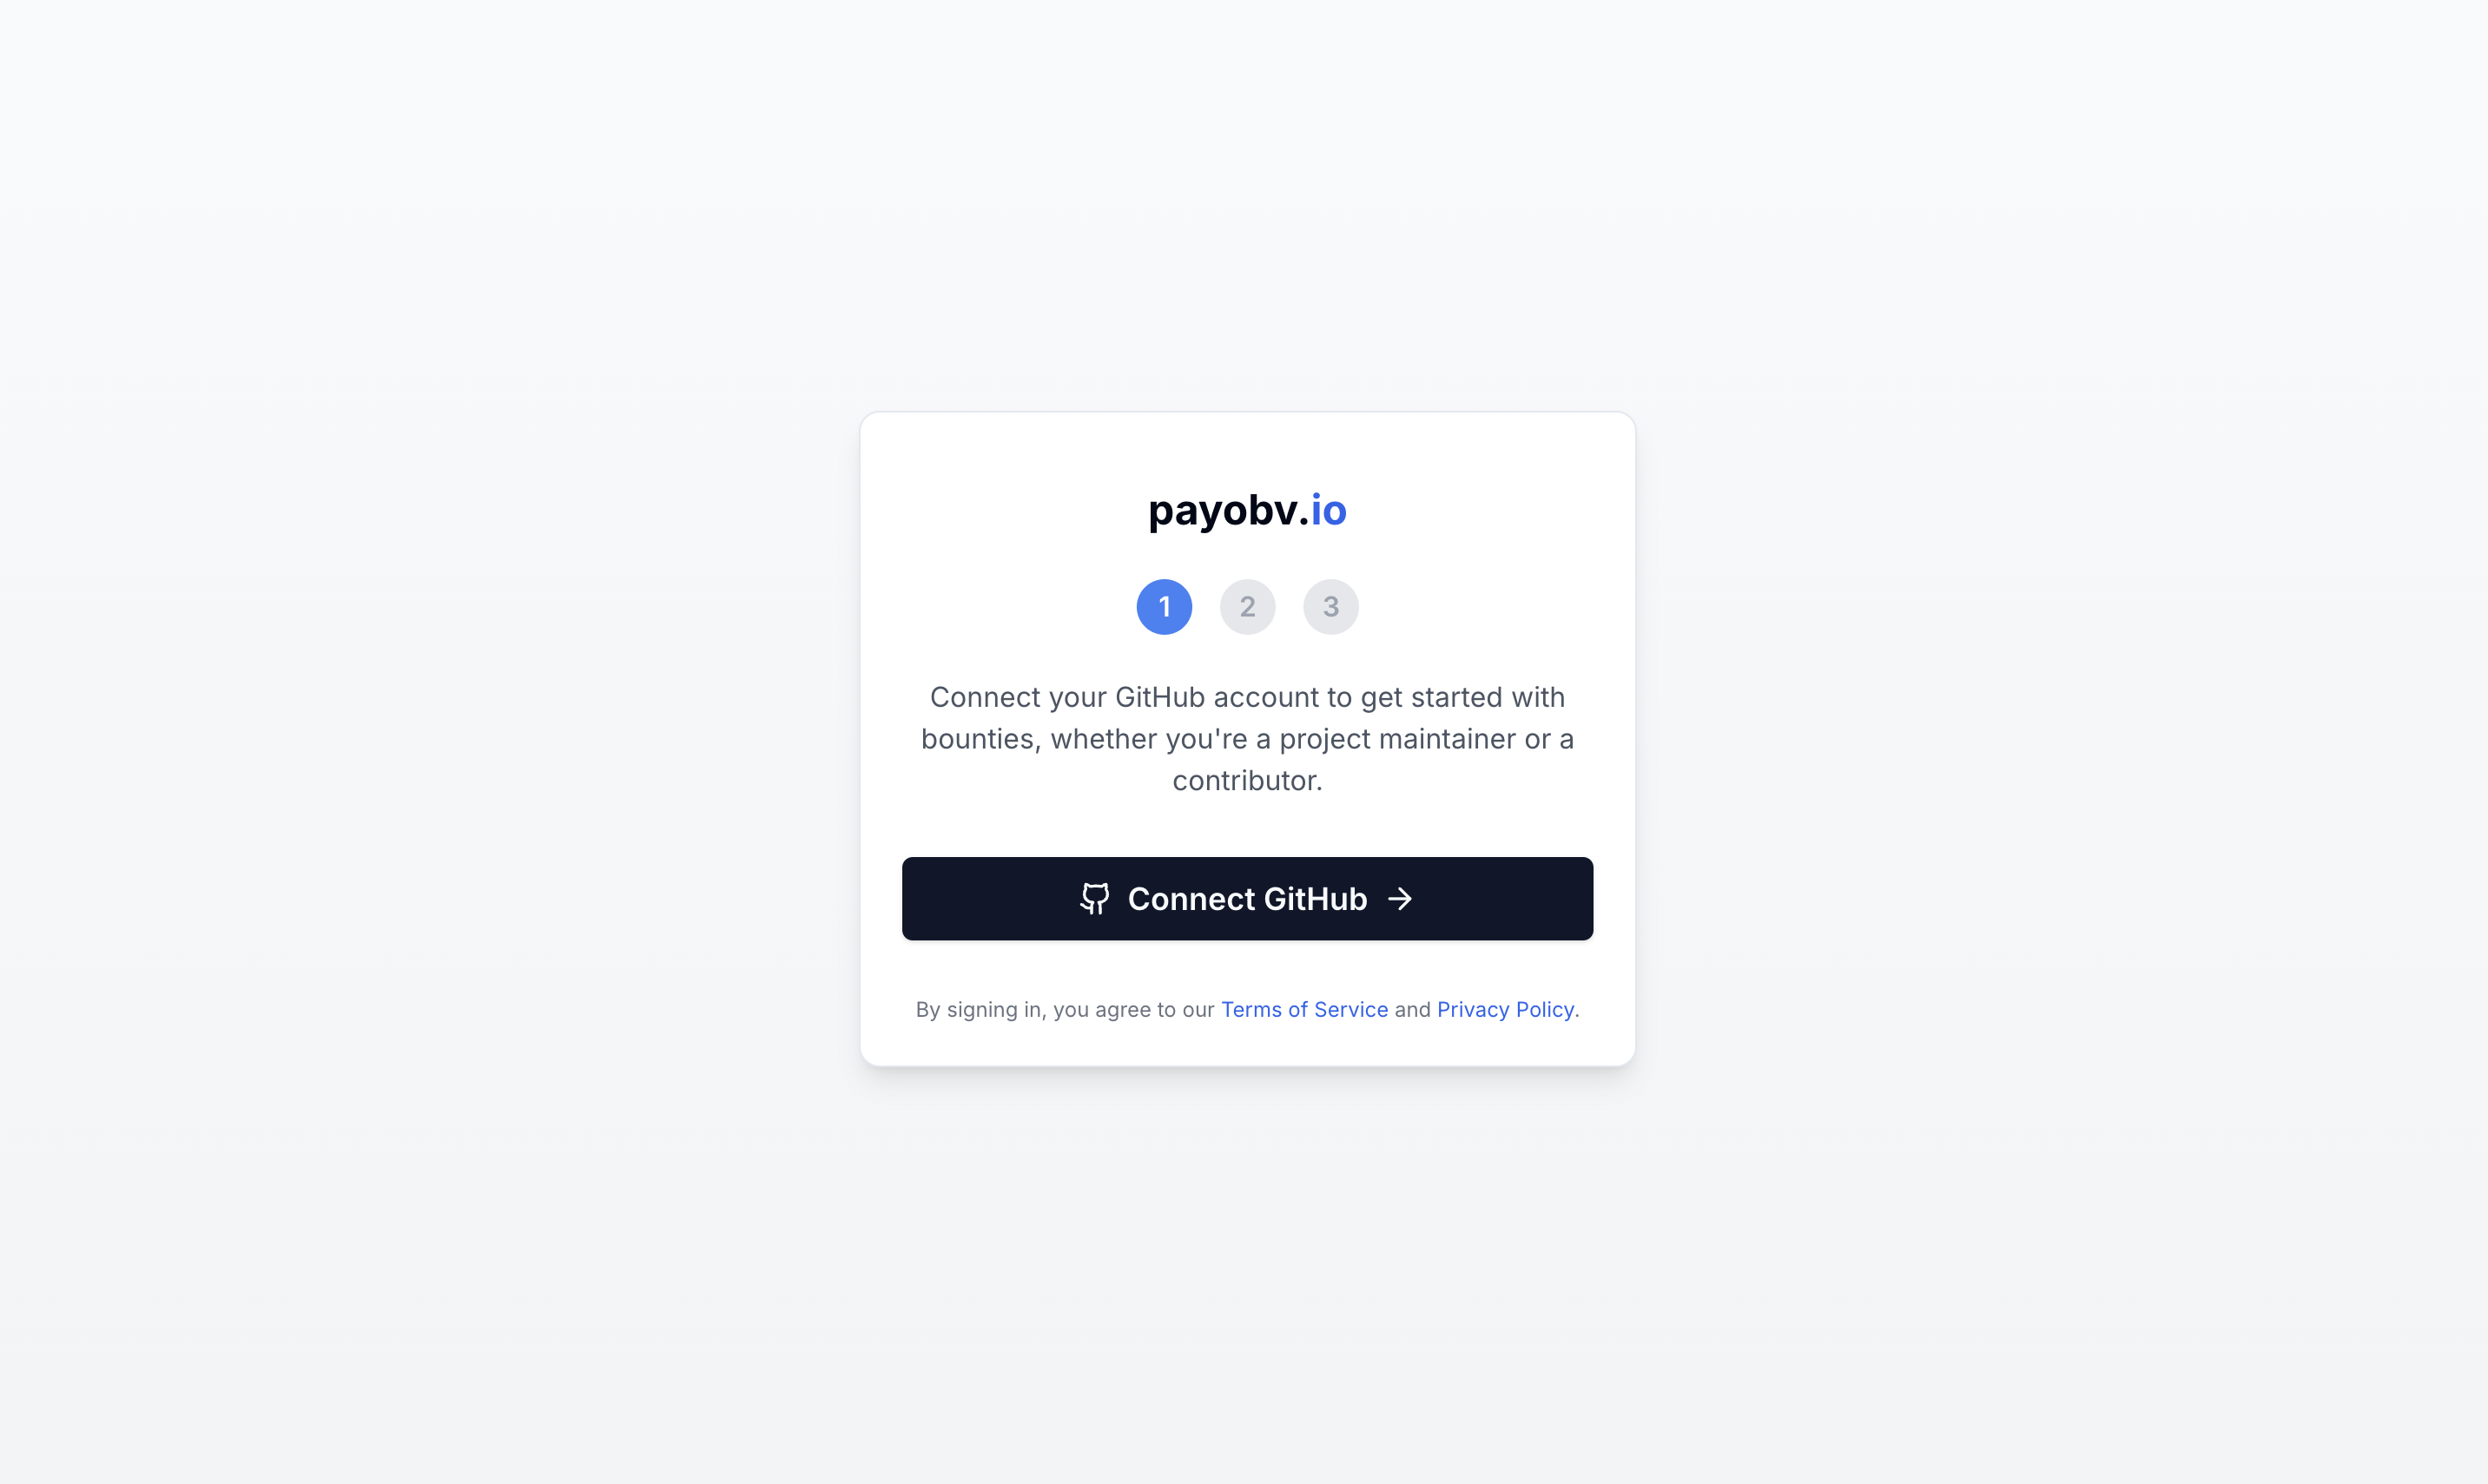 payobv.io
1 2 3
Connect your GitHub account to get started with
bounties, whether you're a project maintainer or a
contributor.
Connect GitHub
By signing in, you agree to our Terms of Service and Privacy Policy.